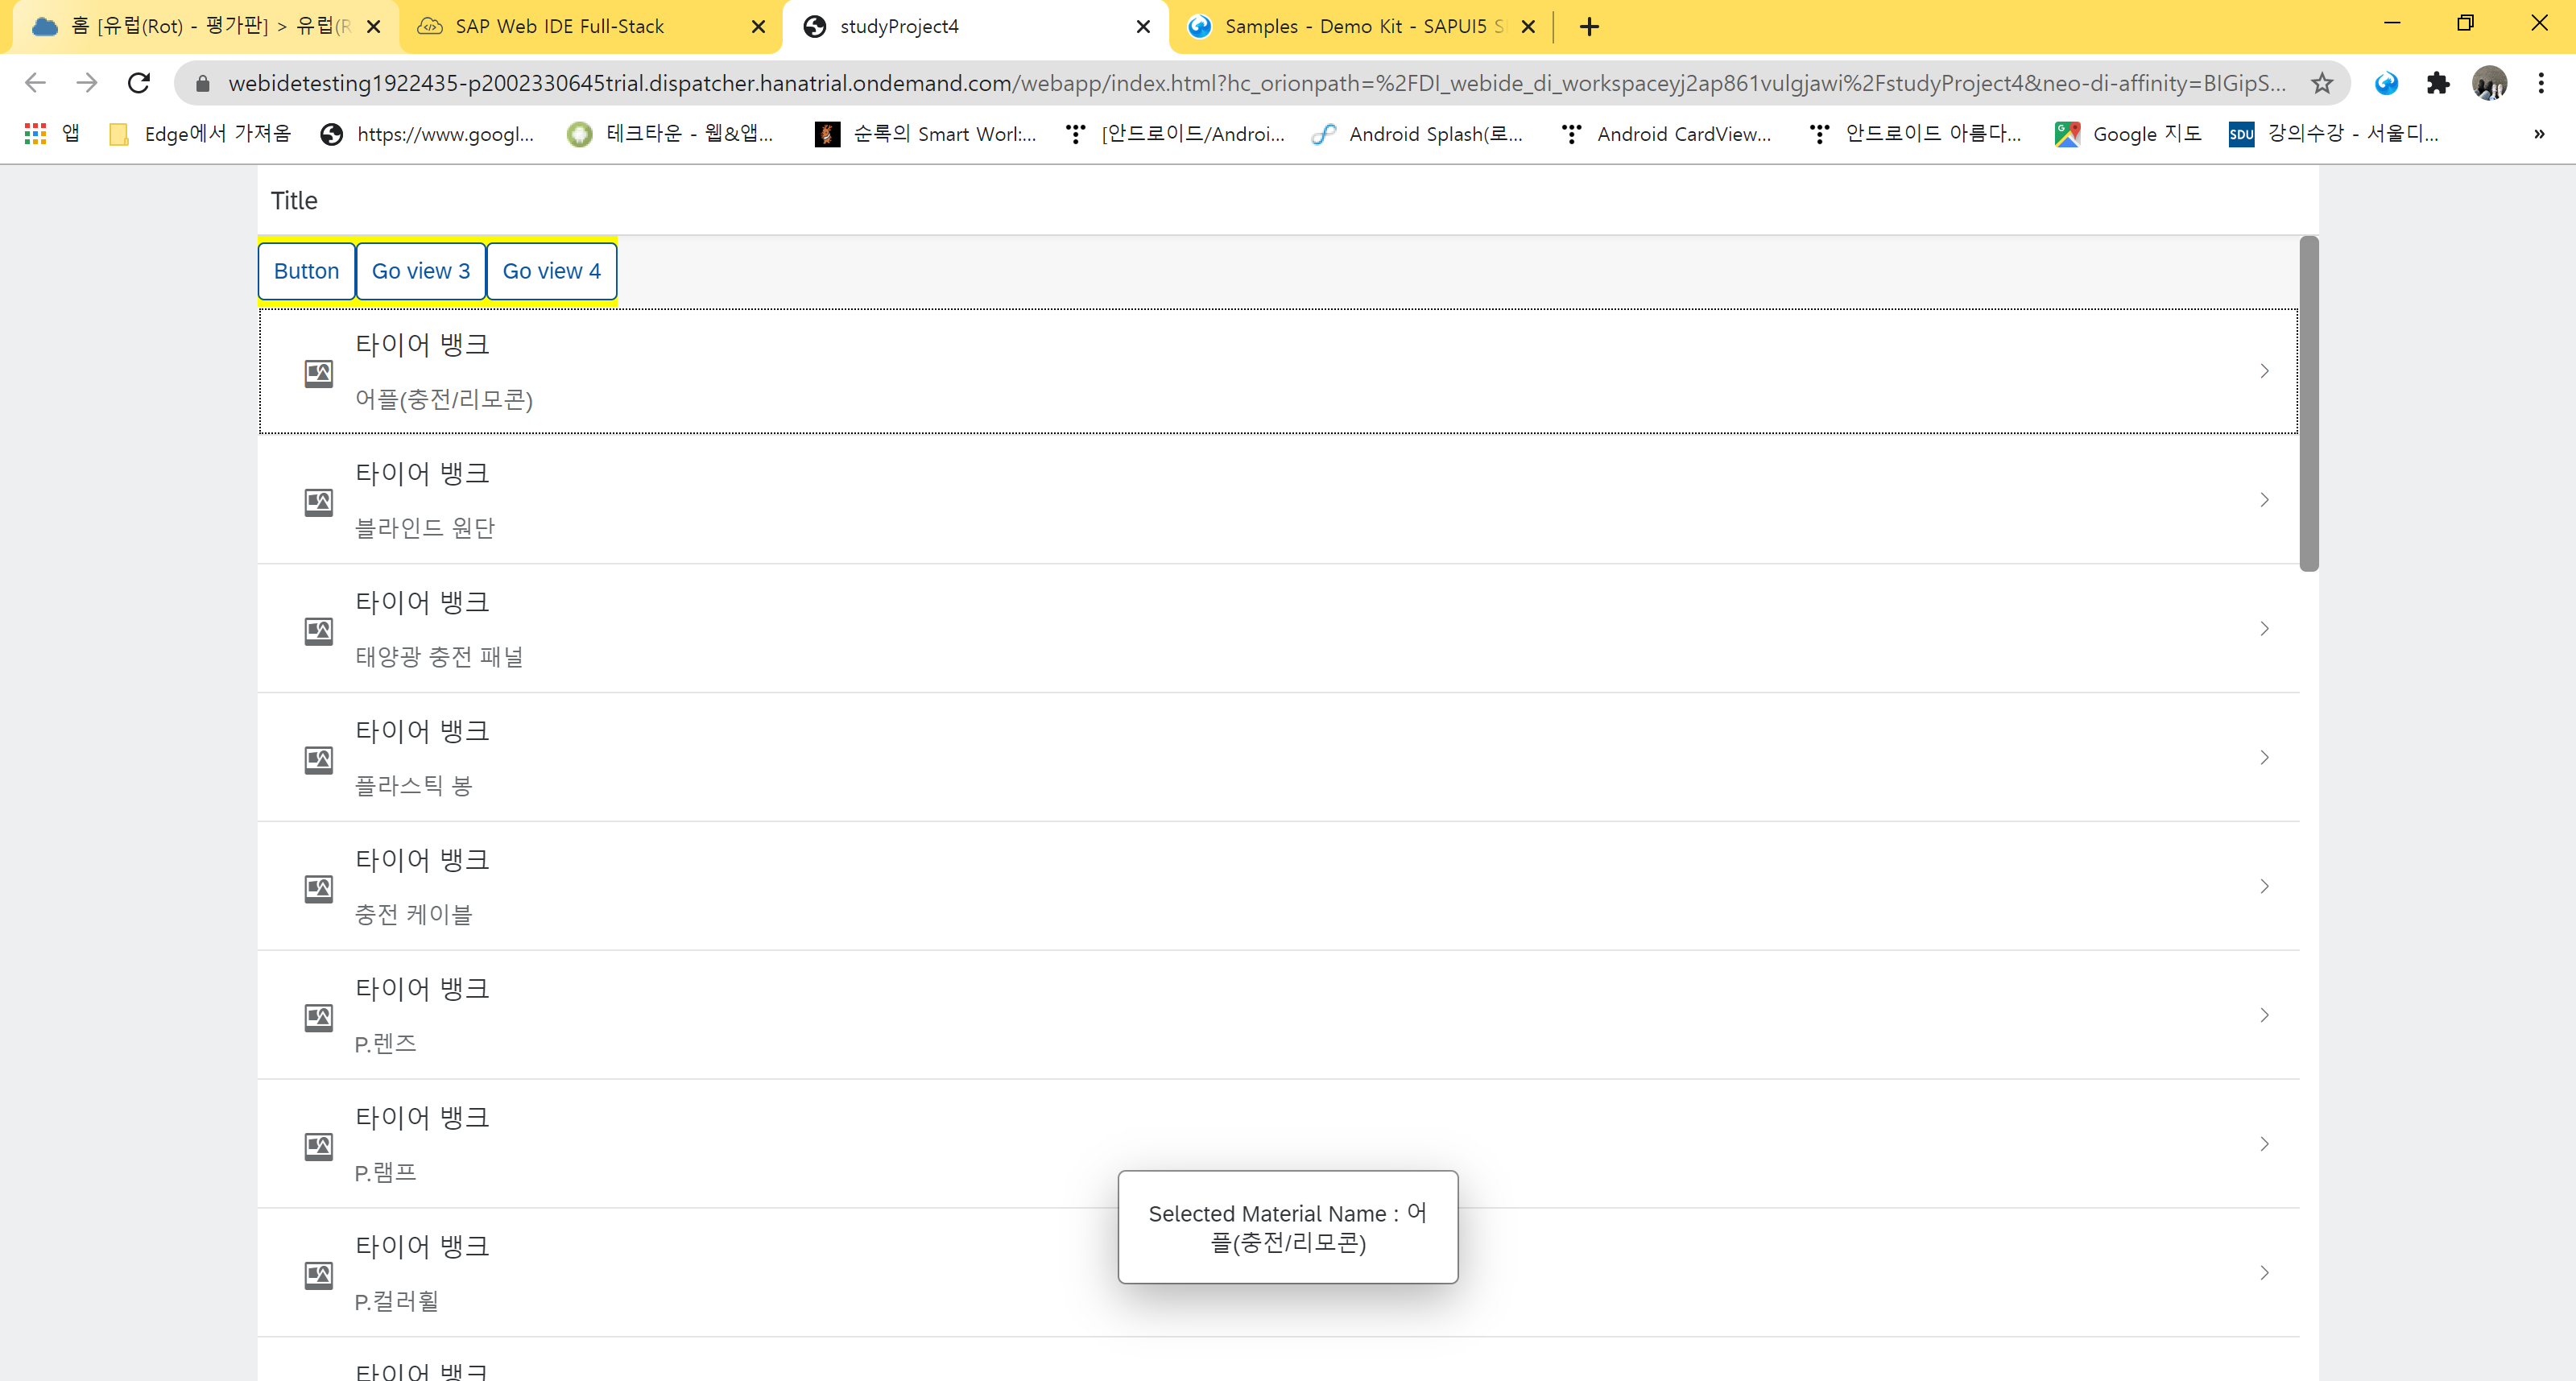 홈 [유럽(Rot) - 평가판] > 유럽(R
SAP Web IDE Full-Stack
studyProject4
Samples - Demo Kit - SAPUI5 S
webidetesting1922435-p2002330645trial.dispatcher.hanatrial.ondemand.com/webapp/index.html?hc_orionpath=%2FDI_webide_di_workspaceyj2ap861vulgjawi%2FstudyProject4&neo-di-affinity=BIGipS...
앱
Edge에서 가져옴
https://www.googl...
테크타운 - 웹&앱...
순록의 Smart Worl:...
[안드로이드/Androi...
Android Splash(로...
Android CardView...
안드로이드 아름다...
Google 지도
SDU
강의수강 - 서울디...
»
Title
Button
Go view 3
Go view 4
타이어 뱅크
어플(충전/리모콘)
타이어 뱅크
블라인드 원단
타이어 뱅크
태양광 충전 패널
타이어 뱅크
플라스틱 봉
타이어 뱅크
충전 케이블
타이어 뱅크
P.렌즈
타이어 뱅크
P.램프
타이어 뱅크
P.컬러휠
타이어 뱅크
Selected Material Name : 어
플(충전/리모콘)